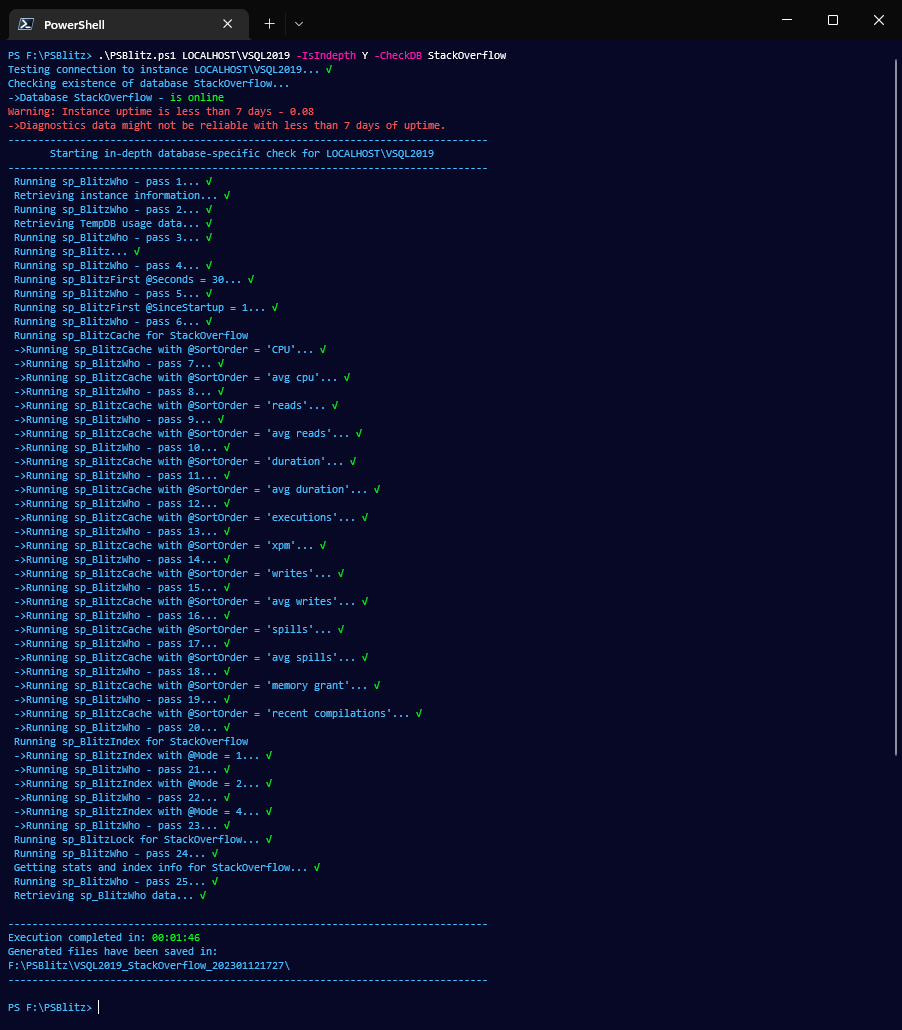 PowerShell
PS F:\PSBlitz> .\PSBlitz.ps1 LOCALHOST\VSQL2019 -IsIndepth Y -CheckDB StackOverflow
Testing connection to instance LOCALHOST\VSQL2019... √
Checking existence of database StackOverflow...
->Database StackOverflow - is online
Warning: Instance uptime is less than 7 days - 0.08
->Diagnostics data might not be reliable with less than 7 days of uptime.
--------------------------------------------------------------------------------
Starting in-depth database-specific check for LOCALHOST\VSQL2019
--------------------------------------------------------------------------------
Running sp_BlitzWho - pass 1... √
Retrieving instance information... √
Running sp_BlitzWho - pass 2... √
Retrieving TempDB usage data... √
Running sp_BlitzWho - pass 3... √
Running sp_Blitz... √
Running sp_BlitzWho - pass 4... √
Running sp_BlitzFirst @Seconds = 30... √
Running sp_BlitzWho - pass 5... √
Running sp_BlitzFirst @SinceStartup = 1... √
Running sp_BlitzWho - pass 6... √
Running sp_BlitzCache for StackOverflow
->Running sp_BlitzCache with @SortOrder = 'CPU'... √
->Running sp_BlitzWho - pass 7... √
->Running sp_BlitzCache with @SortOrder = 'avg cpu'... √
->Running sp_BlitzWho - pass 8... √
->Running sp_BlitzCache with @SortOrder = 'reads'... √
->Running sp_BlitzWho - pass 9... √
->Running sp_BlitzCache with @SortOrder = 'avg reads'... √
->Running sp_BlitzWho - pass 10... √
->Running sp_BlitzCache with @SortOrder = 'duration'... √
->Running sp_BlitzWho - pass 11... √
->Running sp_BlitzCache with @SortOrder = 'avg duration'... √
->Running sp_BlitzWho - pass 12... √
->Running sp_BlitzCache with @SortOrder = 'executions'... √
->Running sp_BlitzWho - pass 13... √
->Running sp_BlitzCache with @SortOrder = 'xpm'... √
->Running sp_BlitzWho - pass 14... √
->Running sp_BlitzCache with @SortOrder = 'writes'... √
->Running sp_BlitzWho - pass 15... √
->Running sp_BlitzCache with @SortOrder = 'avg writes'... √
->Running sp_BlitzWho - pass 16... √
->Running sp_BlitzCache with @SortOrder = 'spills'... √
->Running sp_BlitzWho - pass 17... √
->Running sp_BlitzCache with @SortOrder = 'avg spills'... √
->Running sp_BlitzWho - pass 18... √
->Running sp_BlitzCache with @SortOrder = 'memory grant'... √
->Running sp_BlitzWho - pass 19... √
->Running sp_BlitzCache with @SortOrder = 'recent compilations'... √
->Running sp_BlitzWho - pass 20... √
Running sp_BlitzIndex for StackOverflow
->Running sp_BlitzIndex with @Mode = 1... √
->Running sp_BlitzWho - pass 21... √
->Running sp_BlitzIndex with @Mode = 2... √
->Running sp_BlitzWho - pass 22... √
->Running sp_BlitzIndex with @Mode = 4... √
->Running sp_BlitzWho - pass 23... √
Running sp_BlitzLock for StackOverflow... √
Running sp_BlitzWho - pass 24... √
Getting stats and index info for StackOverflow... √
Running sp_BlitzWho - pass 25... √
Retrieving sp_BlitzWho data... √
--------------------------------------------------------------------------------
Execution completed in: 00:01:46
Generated files have been saved in:
F:\PSBlitz\VSQL2019_StackOverflow_202301121727\
--------------------------------------------------------------------------------
PS F:\PSBlitz>